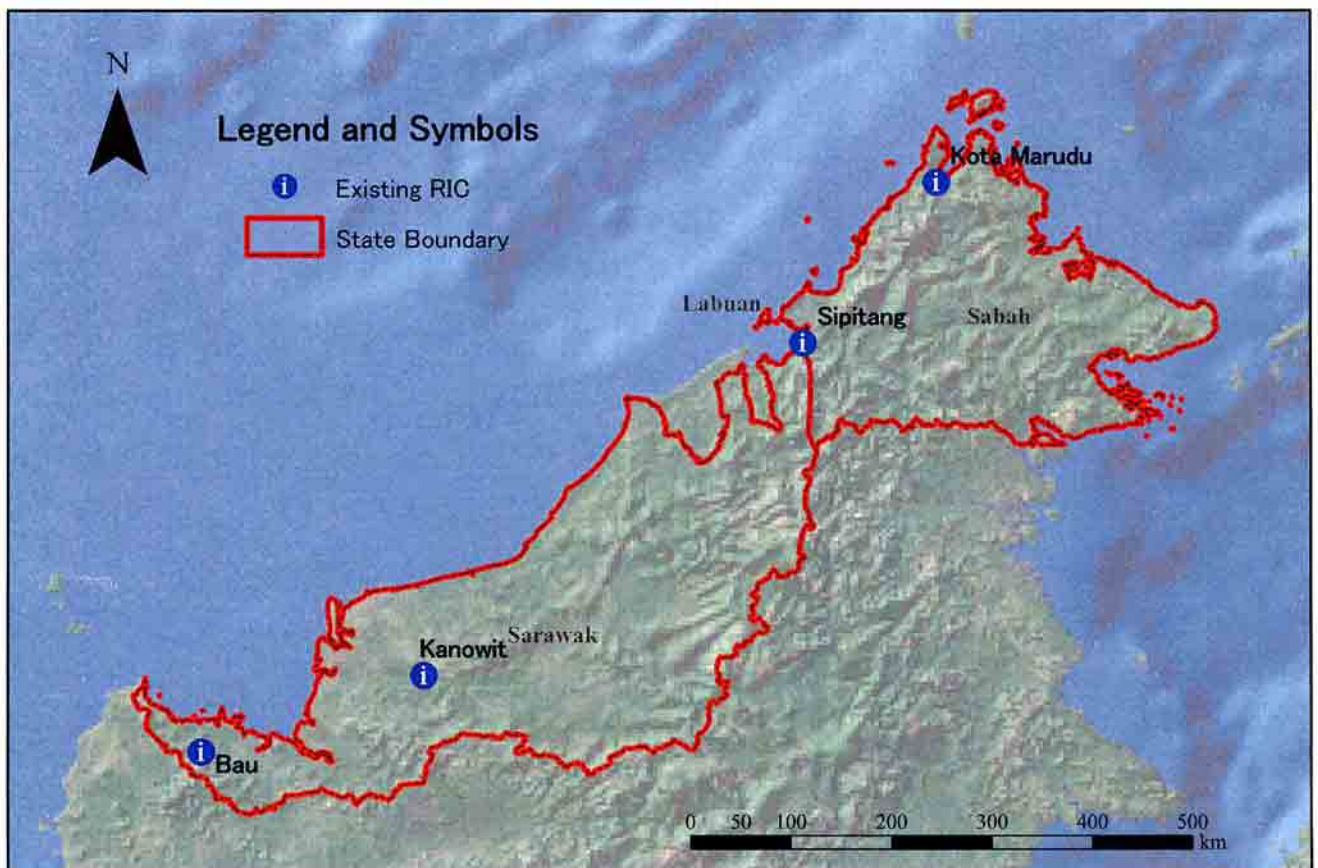 N
Legend and Symbols
i Existing RIC
State Boundary
Kota Marudu
i
Labuan
Sipitang
i
Sabah
Kanowit
Sarawak
i
i
Bau
0 50 100 200 300 400 500
km